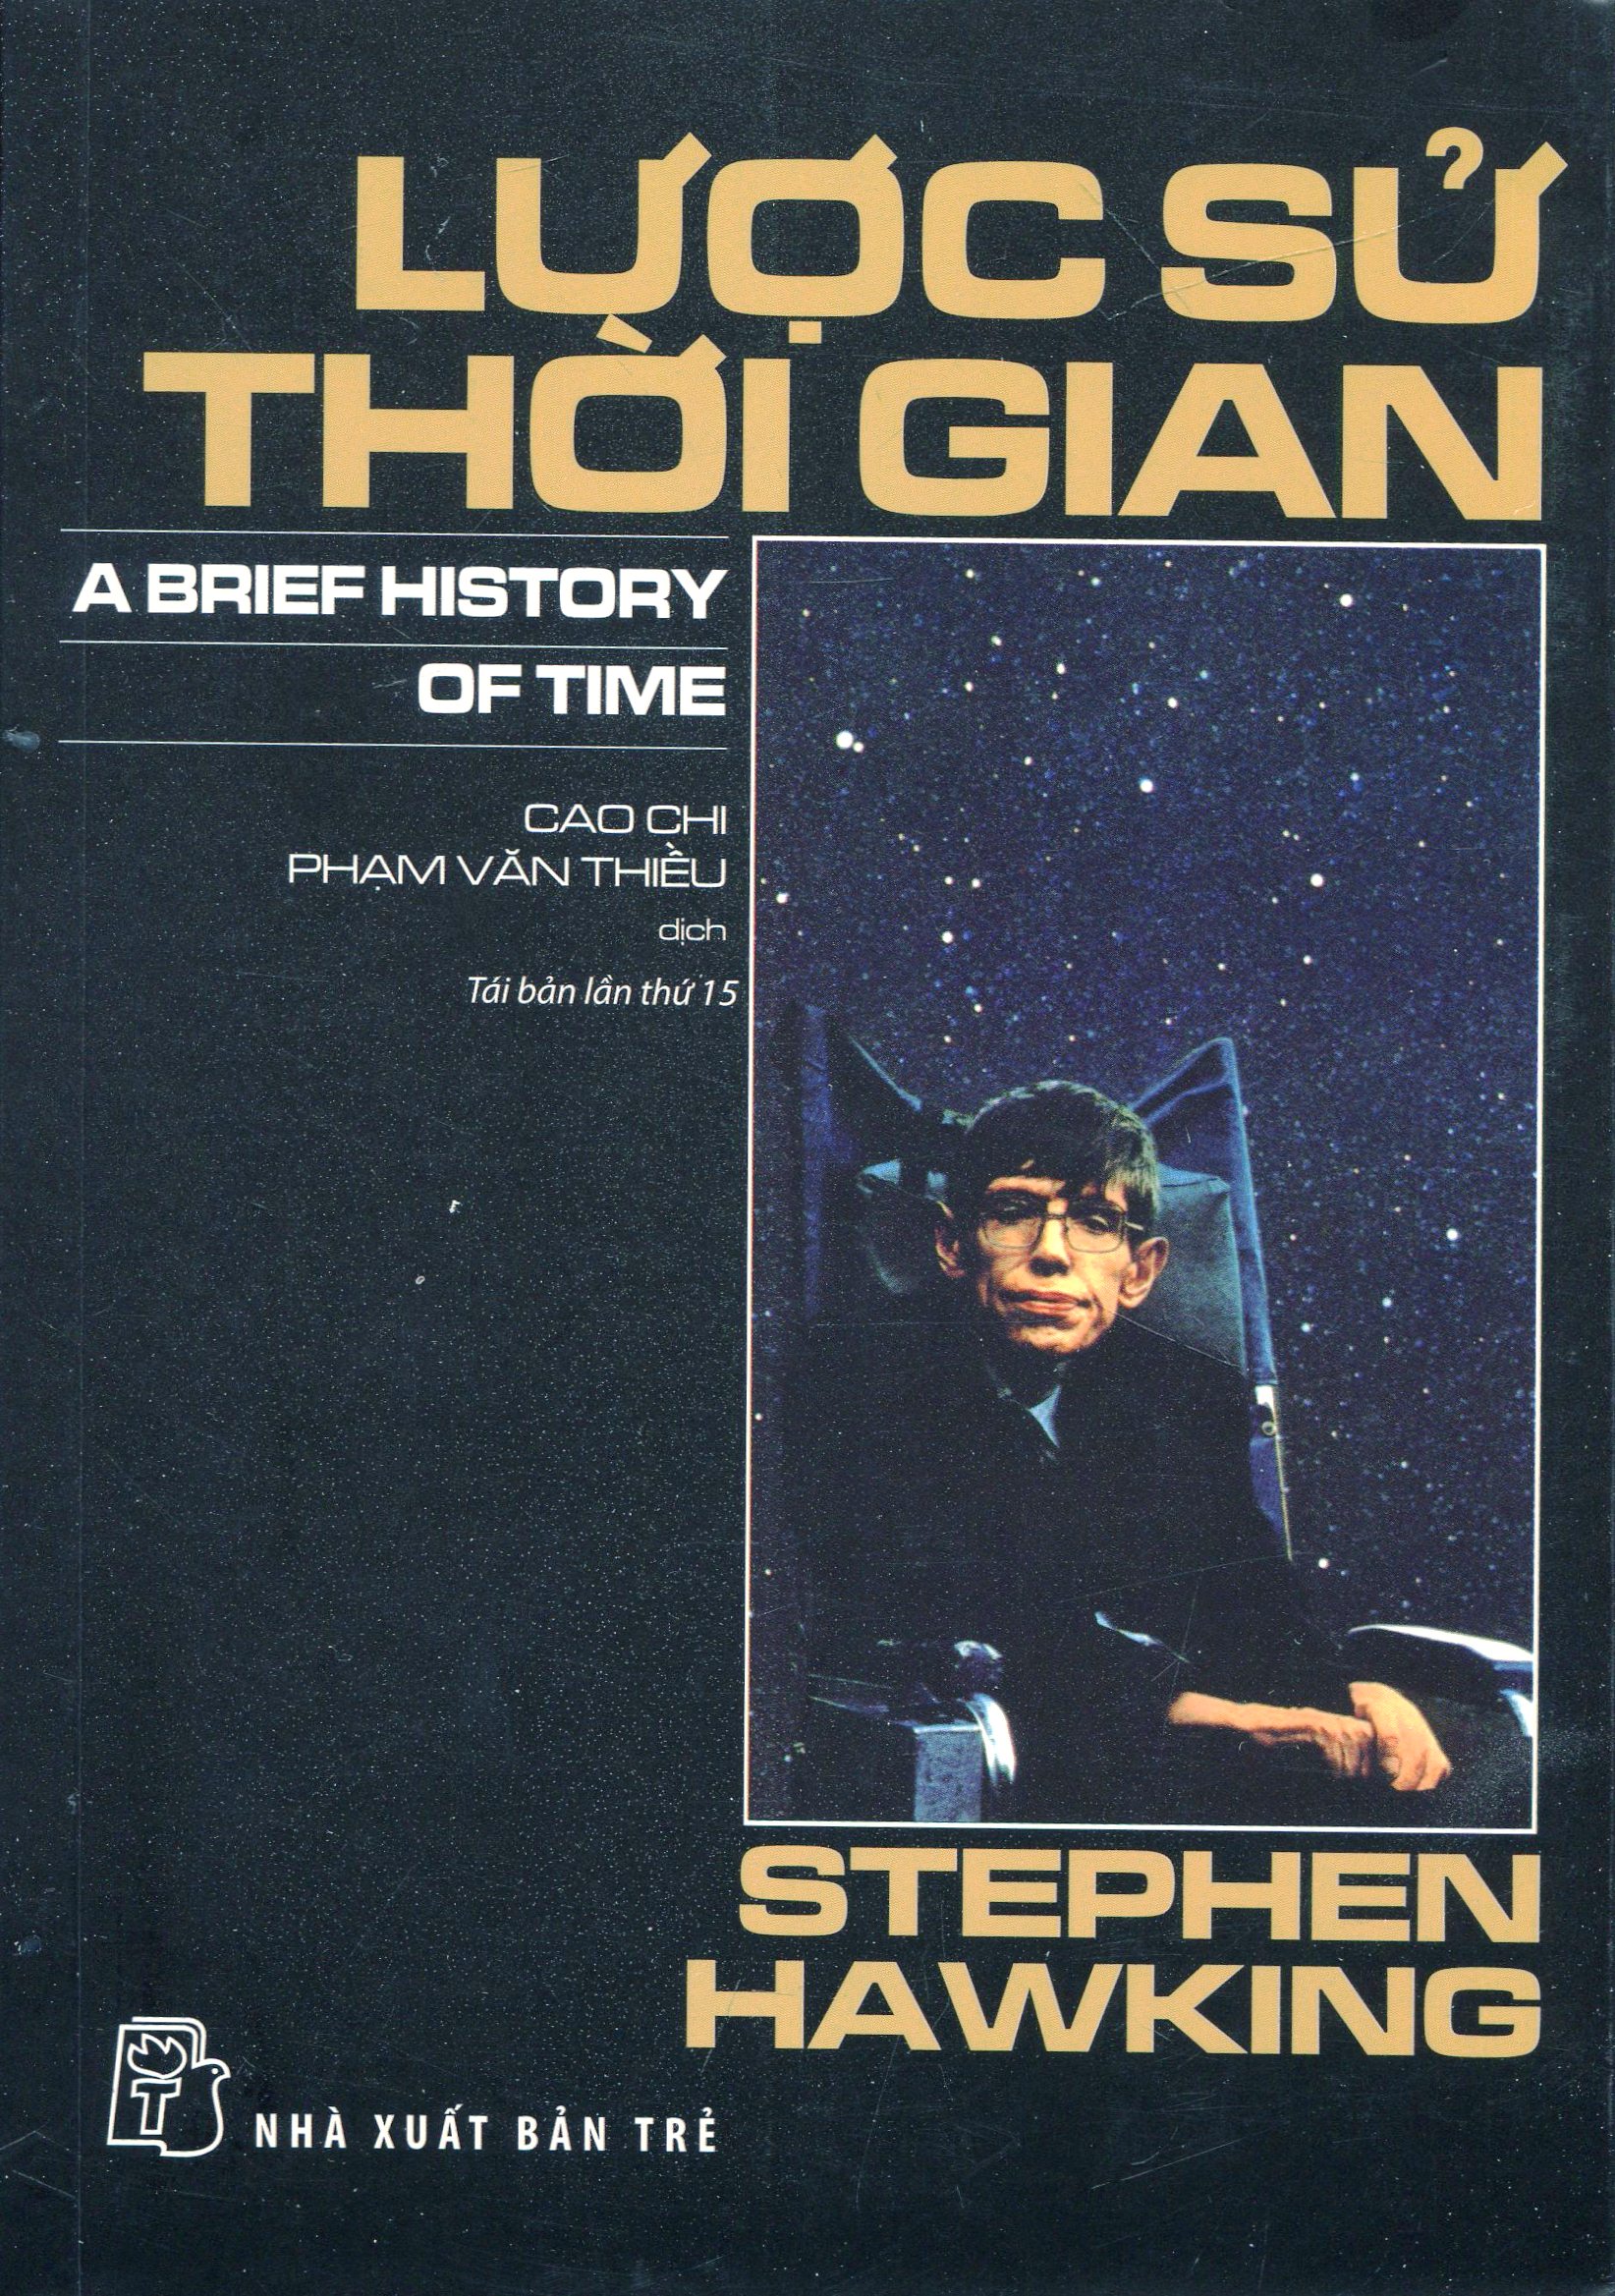 LƯỢC SỬ
THỜI GIAN
A BRIEF HISTORY
OF TIME
CAO CHI
PHẠM VĂN THIỀU
dịch
Tái bản lần thứ 15
STEPHEN
HAWKING
NHÀ XUẤT BẢN TRẺ